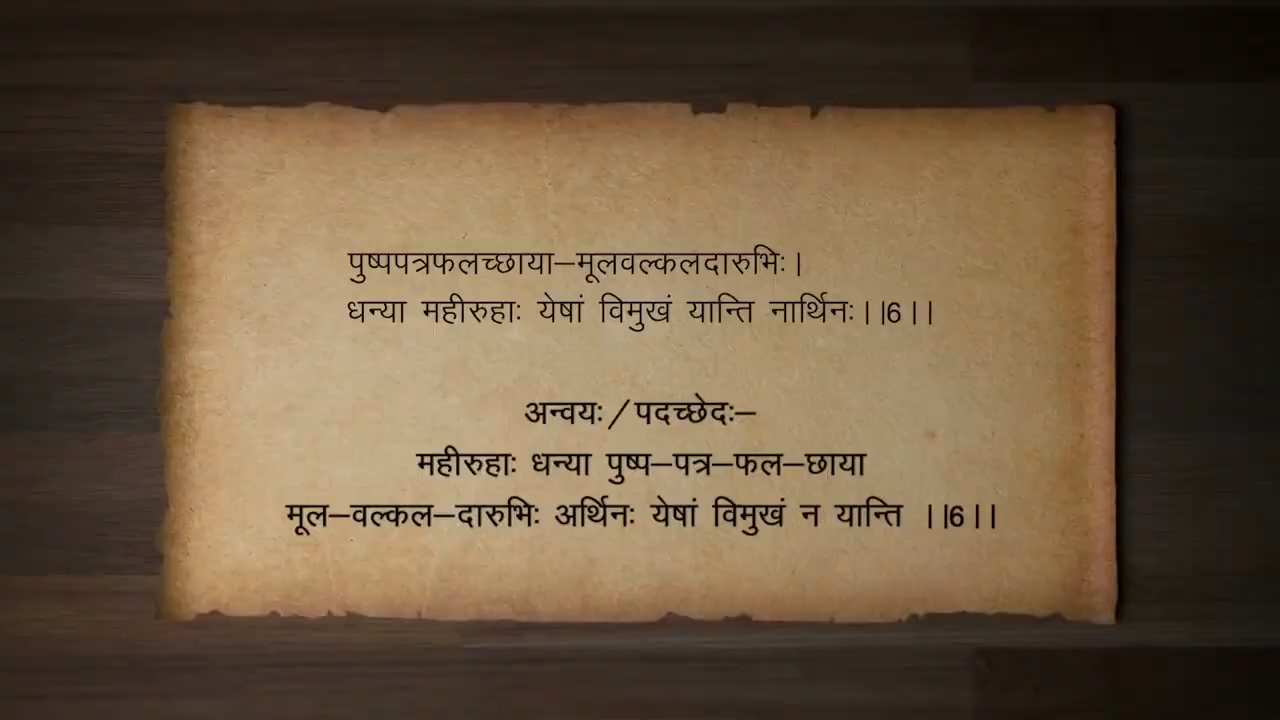 पुष्पपत्रफलच्छाया–मूलवल्कलदारुभिः।
धन्या महीरुहाः येषां विमुखं यान्ति नार्थिनः।।6।।
अन्वयः/पदच्छेदः–
महीरुहाः धन्या पुष्प–पत्र–फल–छाया
मूल–वल्कल–दारुभिः अर्थिनः येषां विमुखं न यान्ति ।।6।।